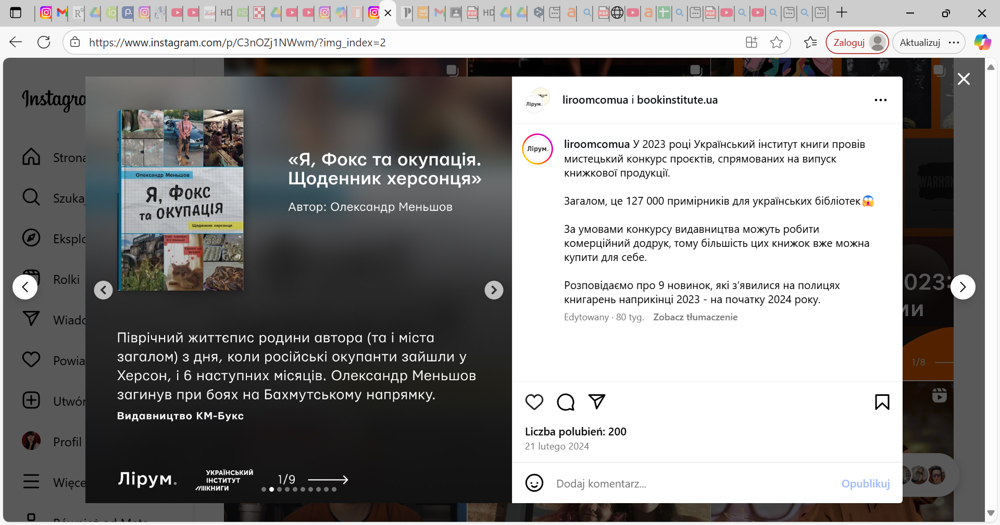 https://www.instagram.com/p/C3nOZj1NWwm/?img_index=2
Zaloguj
Aktualizuj
Instagra
Strona
Szukaj
Eksplo
Rolki
Wiado
Powia
Utwór
Profil
Więce
Олександр Меньшов
Я, ФОКС
та ОКУПАЦІЯ
Щоденник херсонця
«Я, Фокс та окупація.
Щоденник херсонця»
Автор: Олександр Меньшов
Піврічний життєпис родини автора (та і міста
загалом) з дня, коли російські окупанти зайшли у
Херсон, і 6 наступних місяців. Олександр Меньшов
загинув при боях на Бахмутському напрямку.
Видавництво КМ-Букс
Лірум.
УКРАЇНСЬКИЙ
ІНСТИТУТ
КНИГИ
1/9
liroomcomua i bookinstitute.ua
Лірум.
liroomcomua У 2023 році Український інститут книги провів
мистецький конкурс проєктів, спрямованих на випуск
книжкової продукції.
Загалом, це 127 000 примірників для українських бібліотек😱
За умовами конкурсу видавництва можуть робити
комерційний додрук, тому більшість цих книжок вже можна
купити для себе.
Розповідаємо про 9 новинок, які з’явилися на полицях
книгарень наприкінці 2023 - на початку 2024 року.
Edytowany · 80 tyg. Zobacz tłumaczenie
Liczba polubień: 200
21 lutego 2024
Dodaj komentarz...
Opublikuj
023:
ми
1/8